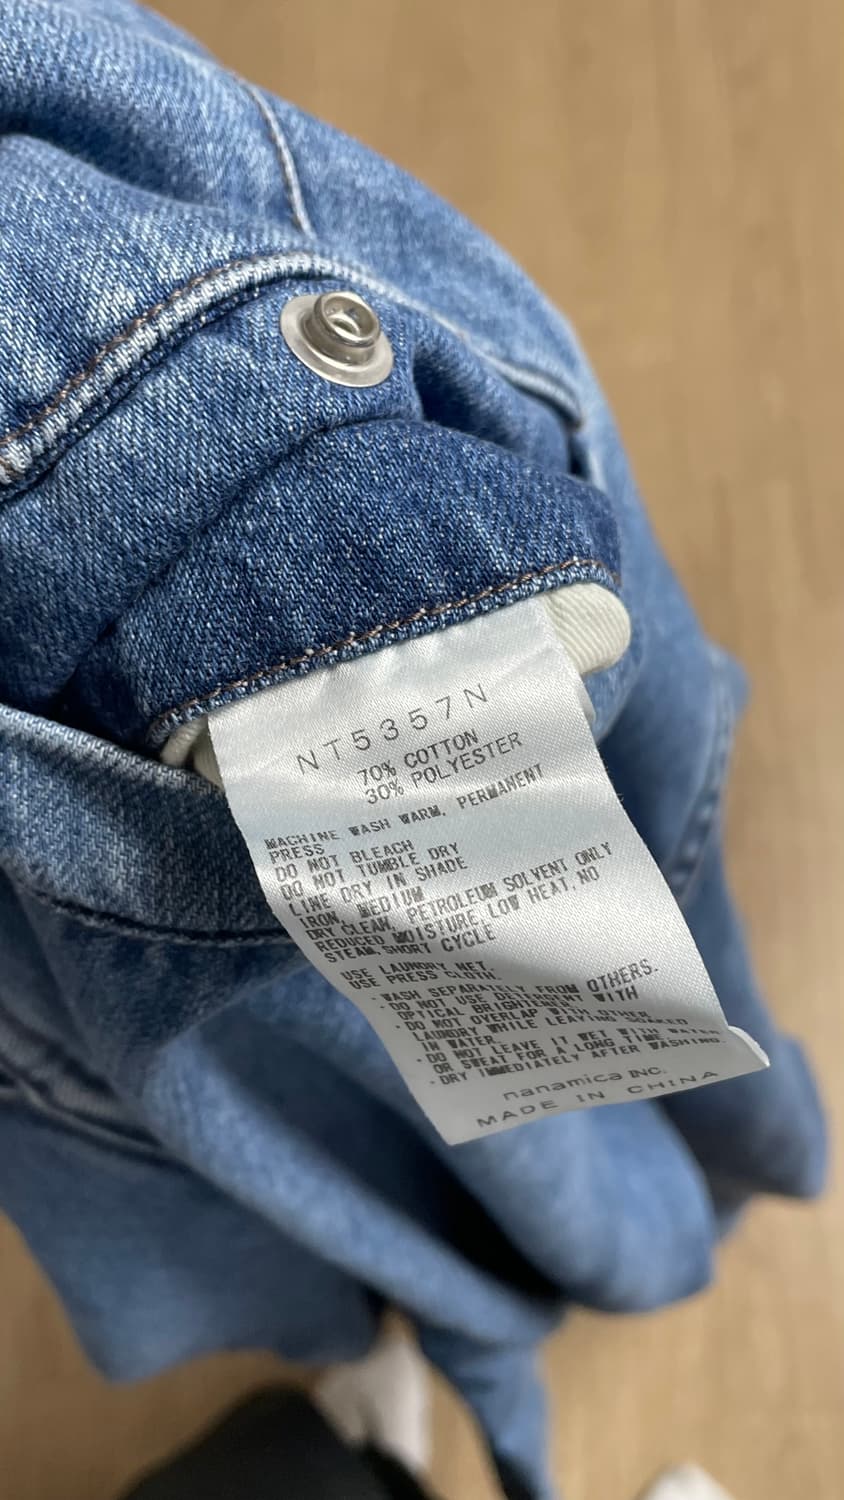 NT5357N
70% COTTON
30% POLYESTER
MACHINE WASH WARM, PERMANENT
PRESS
DO NOT BLEACH
DO NOT TUMBLE DRY
LINE DRY IN SHADE
IRON, MEDIUM
DRY CLEAN, PETROLEUM SOLVENT ONLY
REDUCED MOISTURE, LOW HEAT, NO
STEAM, SHORT CYCLE
USE LAUNDRY NET.
USE PRESS CLOTH.
・WASH SEPARATELY FROM OTHERS.
・DO NOT USE DETERGENT WITH
OPTICAL BRIGHTENER.
・DO NOT OVERLAP WITH OTHER
LAUNDRY WHILE LEAVING SOAKED
IN WATER.
・DO NOT LEAVE IT WET WITH WATER
OR SWEAT FOR A LONG TIME.
・DRY IMMEDIATELY AFTER WASHING.
nanamica INC.
MADE IN CHINA